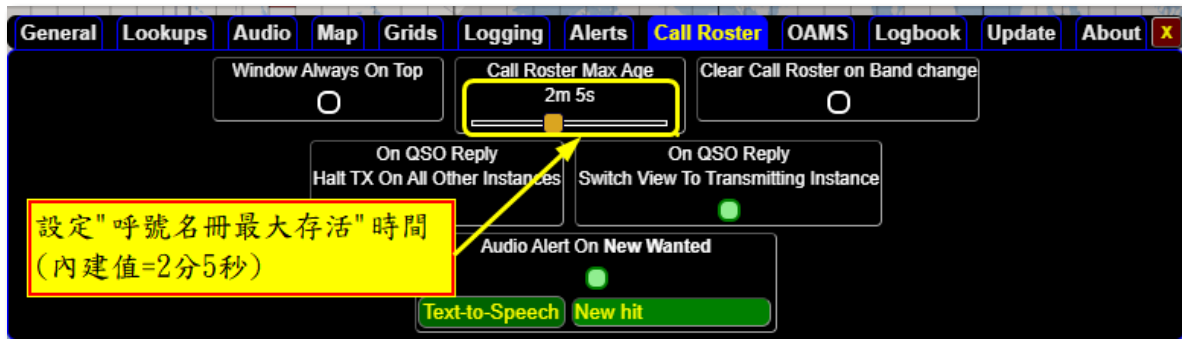 General Lookups Audio Map Grids Logging Alerts Call Roster OAMS Logbook Update About X
Window Always On Top
Call Roster Max Age
2m 5s
Clear Call Roster on Band change
On QSO Reply
Halt TX On All Other Instances
On QSO Reply
Switch View To Transmitting Instance
設定"呼號名冊最大存活"時間
(內建值=2分5秒)
Audio Alert On New Wanted
Text-to-Speech New hit